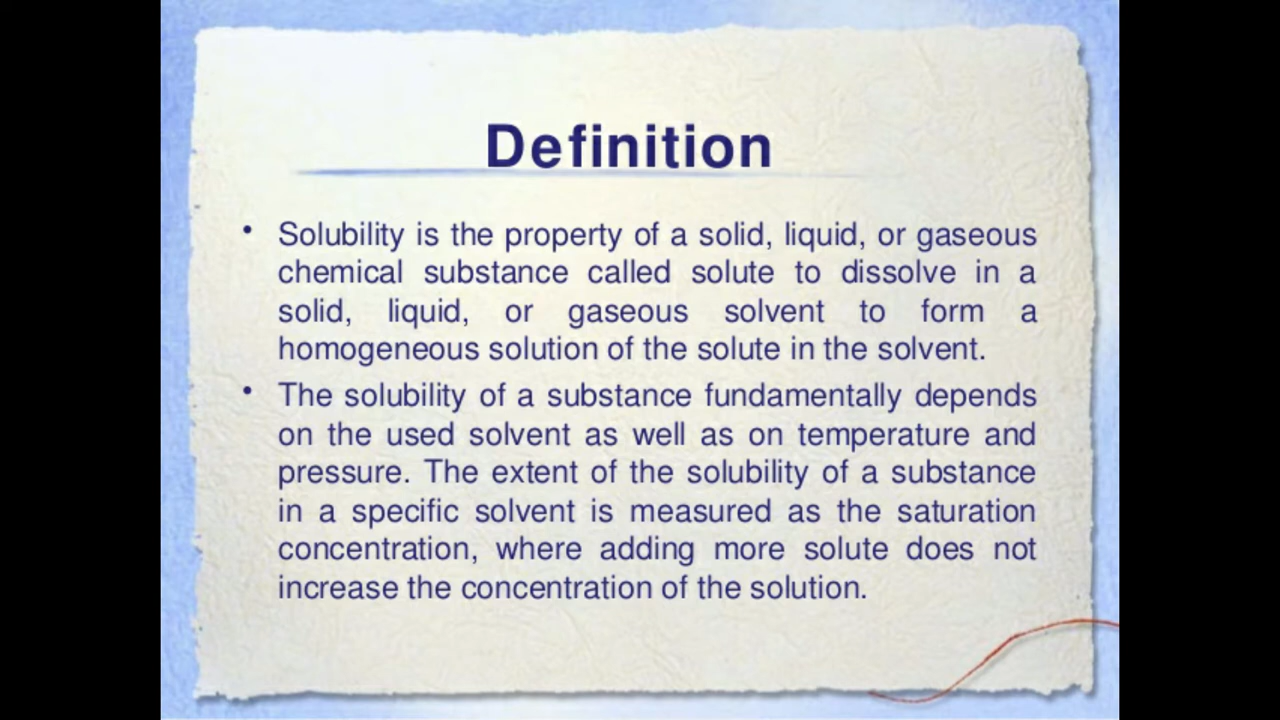 Definition
• Solubility is the property of a solid, liquid, or gaseous
chemical substance called solute to dissolve in a
solid, liquid, or gaseous solvent to form a
homogeneous solution of the solute in the solvent.
• The solubility of a substance fundamentally depends
on the used solvent as well as on temperature and
pressure. The extent of the solubility of a substance
in a specific solvent is measured as the saturation
concentration, where adding more solute does not
increase the concentration of the solution.